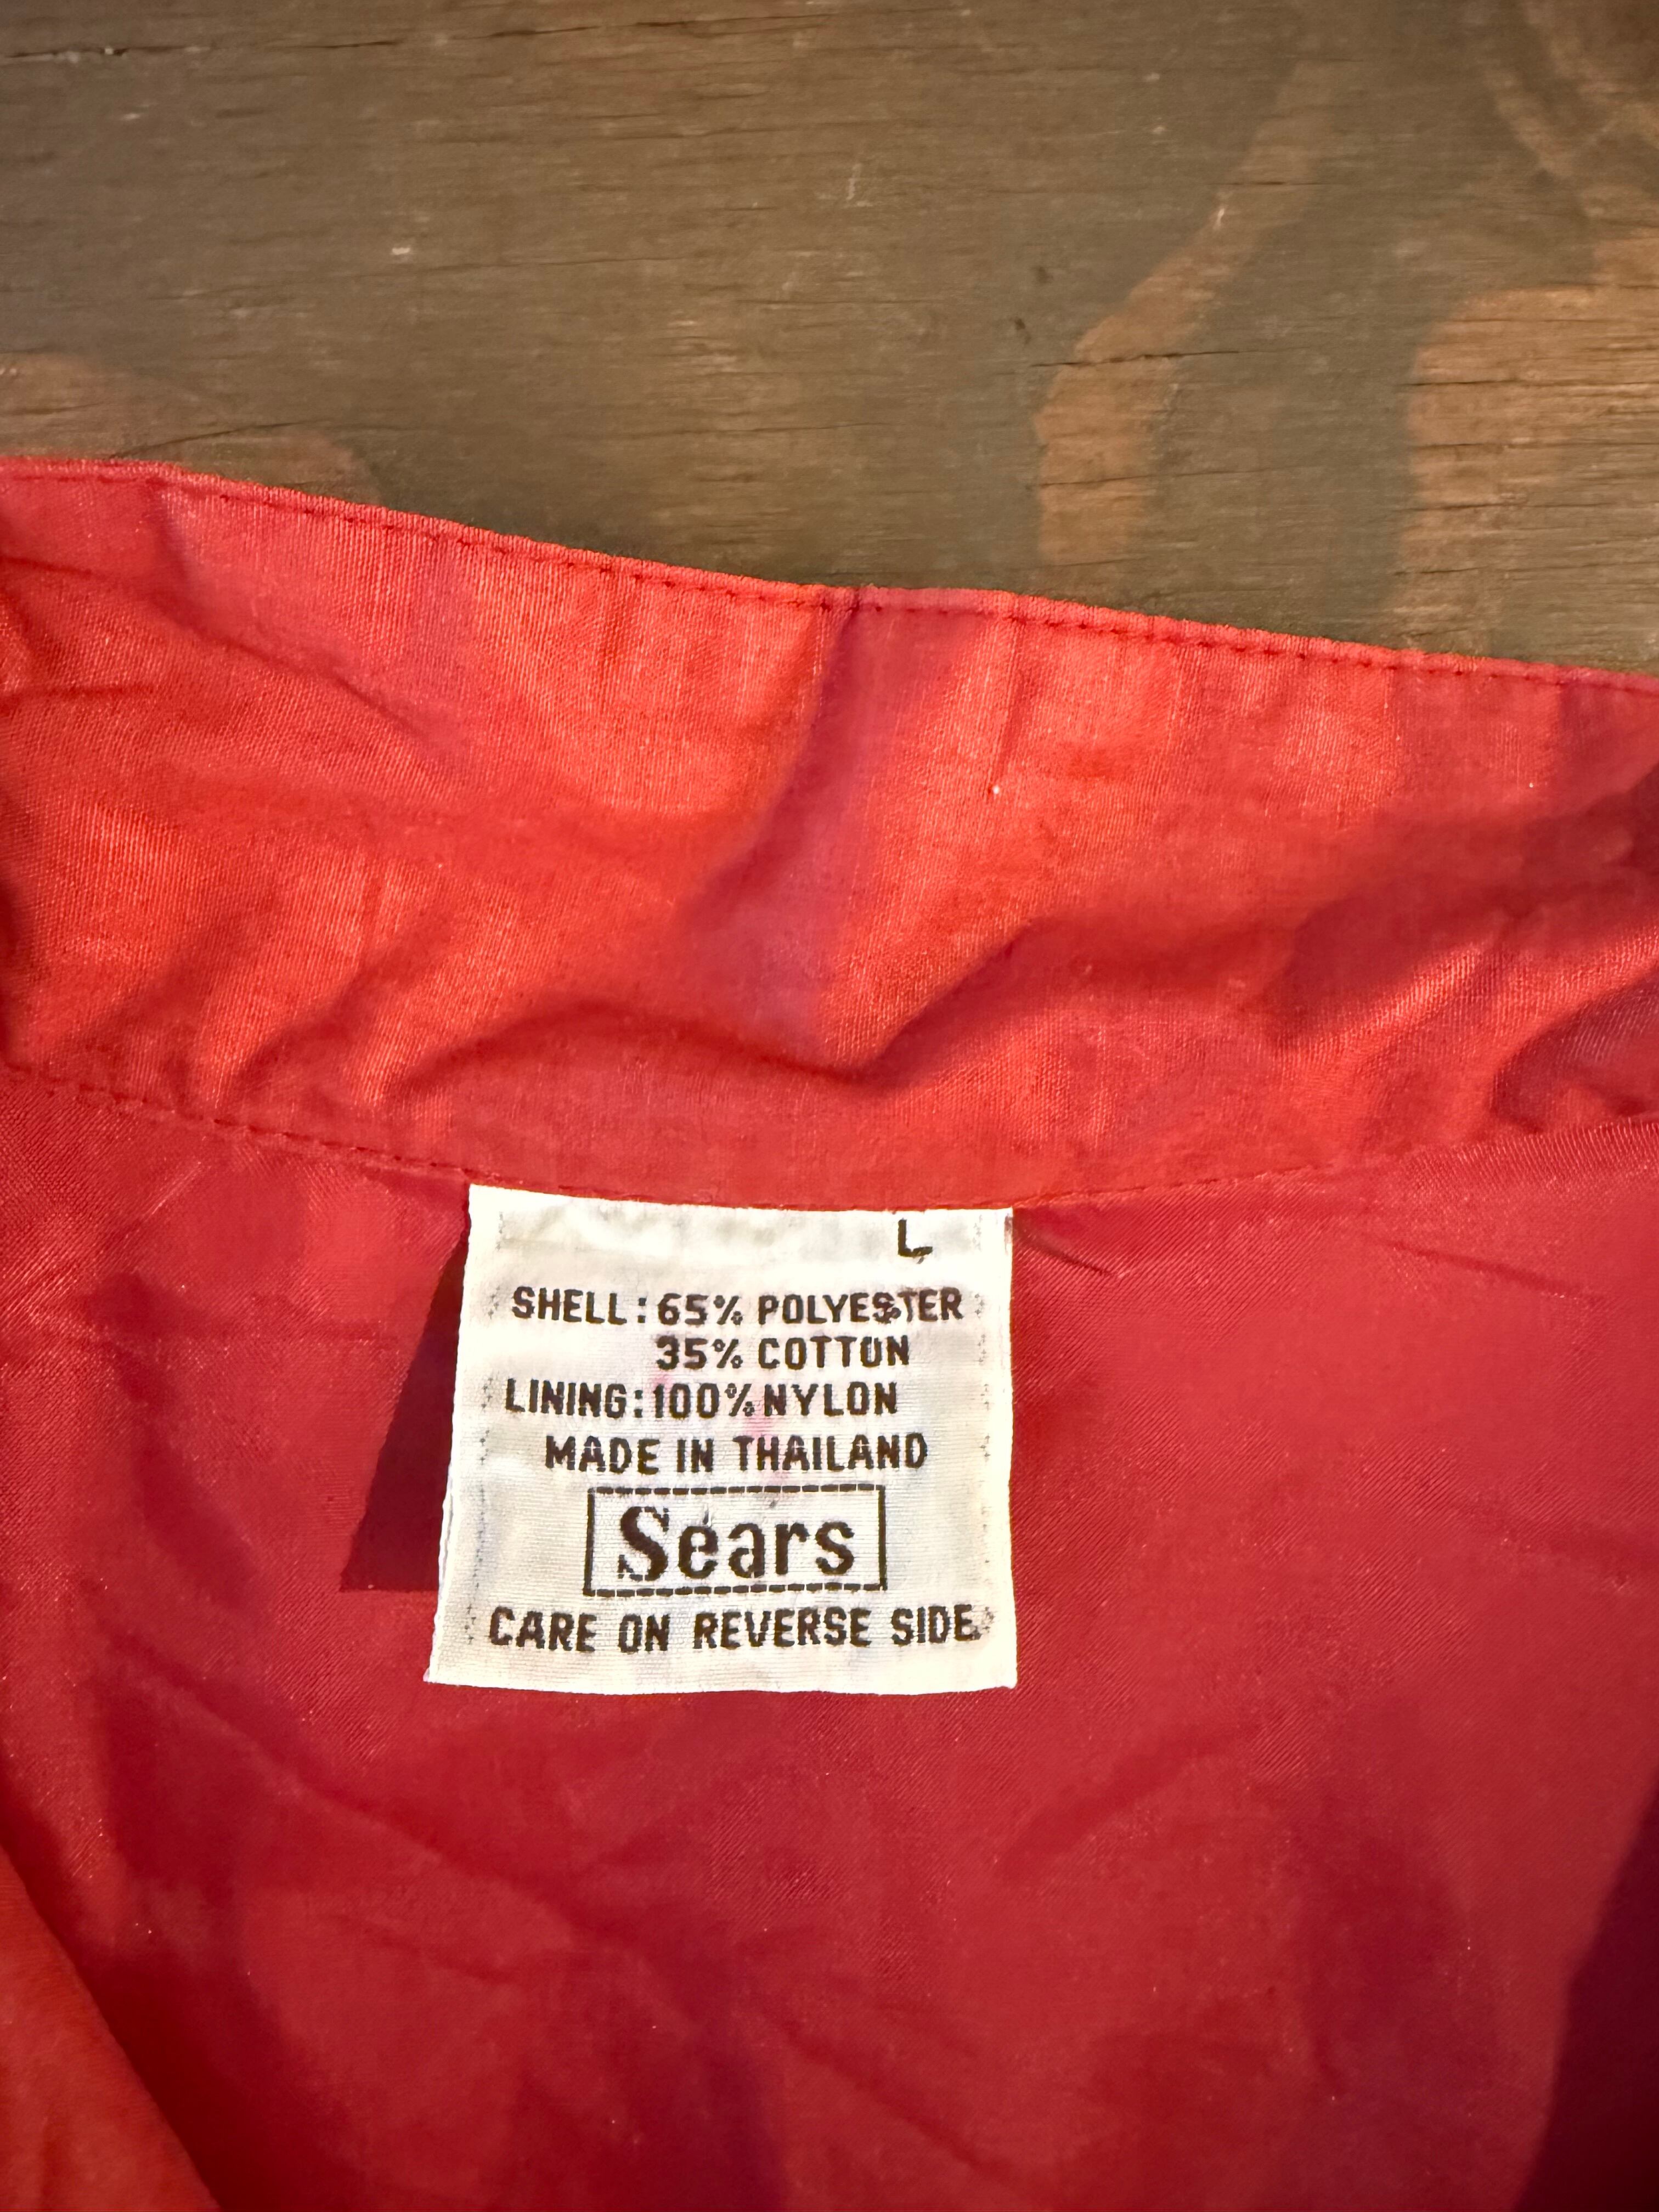 L
SHELL: 65% POLYESTER
35% COTTON
LINING: 100% NYLON
MADE IN THAILAND
Sears
CARE ON REVERSE SIDE